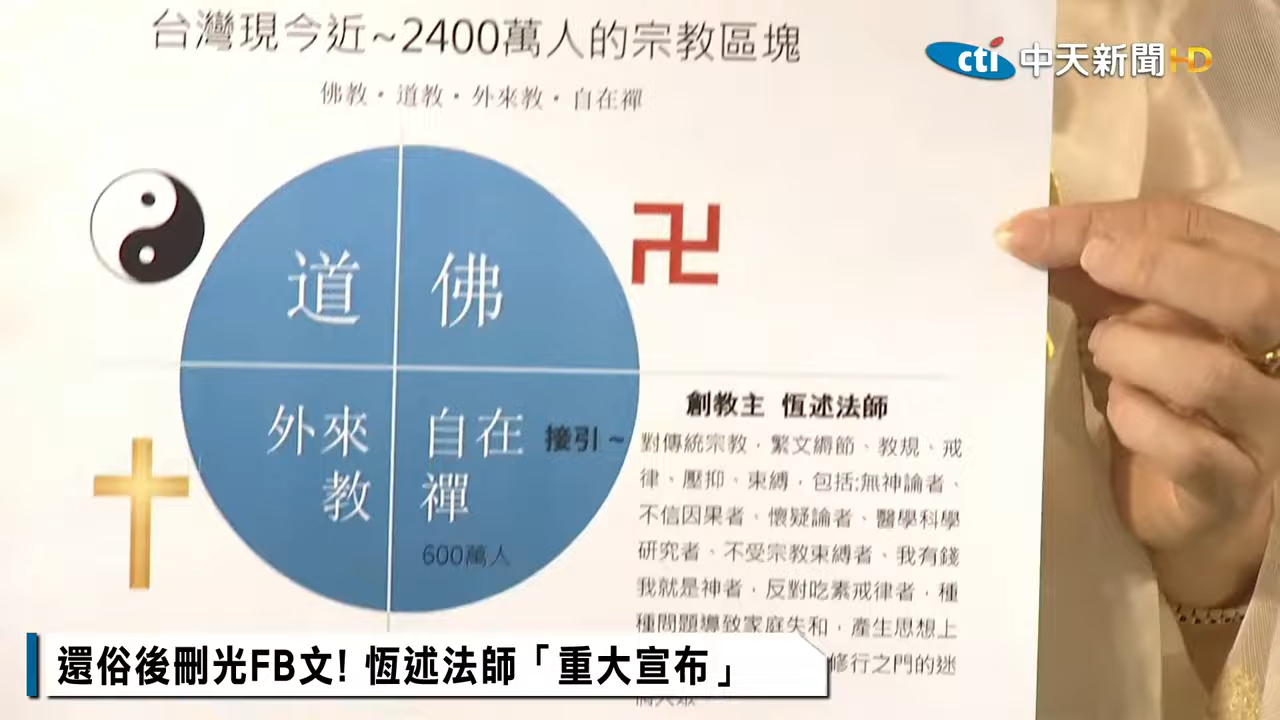 台灣現今近~2400萬人的宗教區塊
佛教・道教・外來教・自在禪
cti 中天新聞HD
道
佛
外來
教
自在
禪
600萬人
接引~
創教主 恆述法師
對傳統宗教，繁文綢節、教規、戒
律、壓抑、束縛，包括:無神論者、
不信因果者、懷疑論者、醫學科學
研究者、不受宗教束縛者、我有錢
我就是神者，反對吃素戒律者，種
種問題導致家庭失和，產生思想上
修行之門的迷
還俗後刪光FB文! 恆述法師「重大宣布」